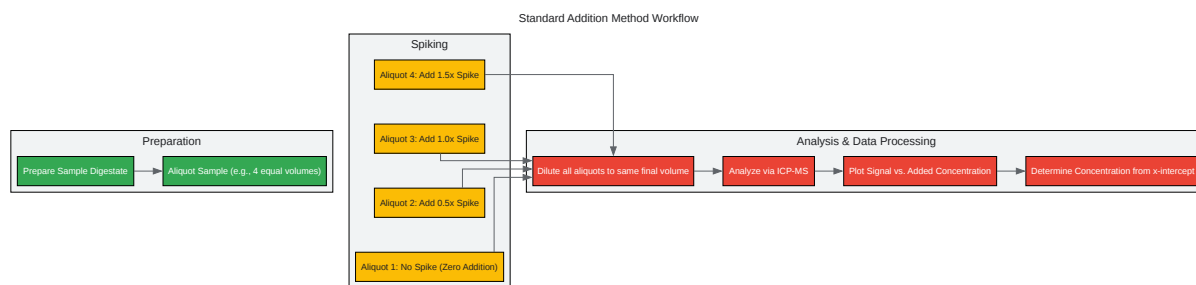 Standard Addition Method Workflow
Preparation
Prepare Sample Digestate
Aliquot Sample (e.g., 4 equal volumes)
Spiking
Aliquot 4: Add 1.5x Spike
Aliquot 3: Add 1.0x Spike
Aliquot 2: Add 0.5x Spike
Aliquot 1: No Spike (Zero Addition)
Analysis & Data Processing
Dilute all aliquots to same final volume
Analyze via ICP-MS
Plot Signal vs. Added Concentration
Determine Concentration from x-intercept